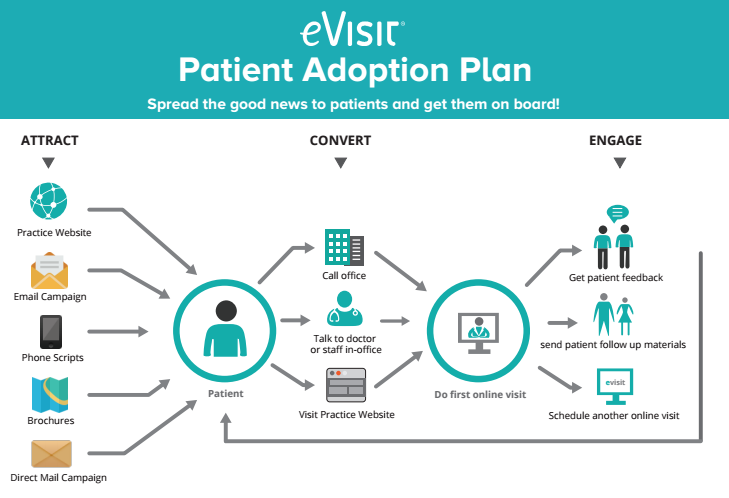 eVisit®
Patient Adoption Plan
Spread the good news to patients and get them on board!
ATTRACT
CONVERT
ENGAGE
Practice Website
Email Campaign
Phone Scripts
Brochures
Direct Mail Campaign
Patient
Call office
Talk to doctor
or staff in-office
Visit Practice Website
Do first online visit
Get patient feedback
send patient follow up materials
evisit
Schedule another online visit